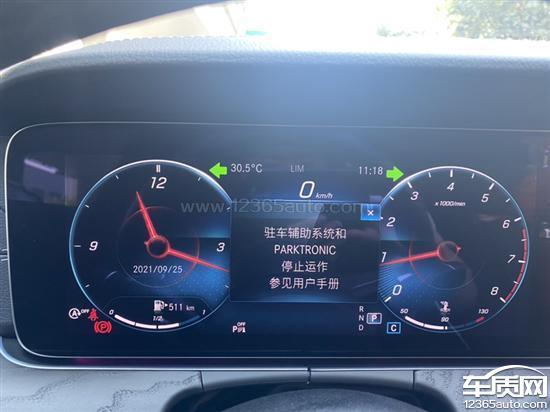 30.5°C LIM 11:18
0 km/h
12
3
9
2021/09/25
511 km
0 1/2 1
OFF
OFF
驻车辅助系统和
PARKTRONIC
停止运作
参见用户手册
×
R
N
P
D
C
0 1 2 3 4 5 6 7 8
x1000/min
50 90 130
www.12365auto.com
车质网
12365auto.com